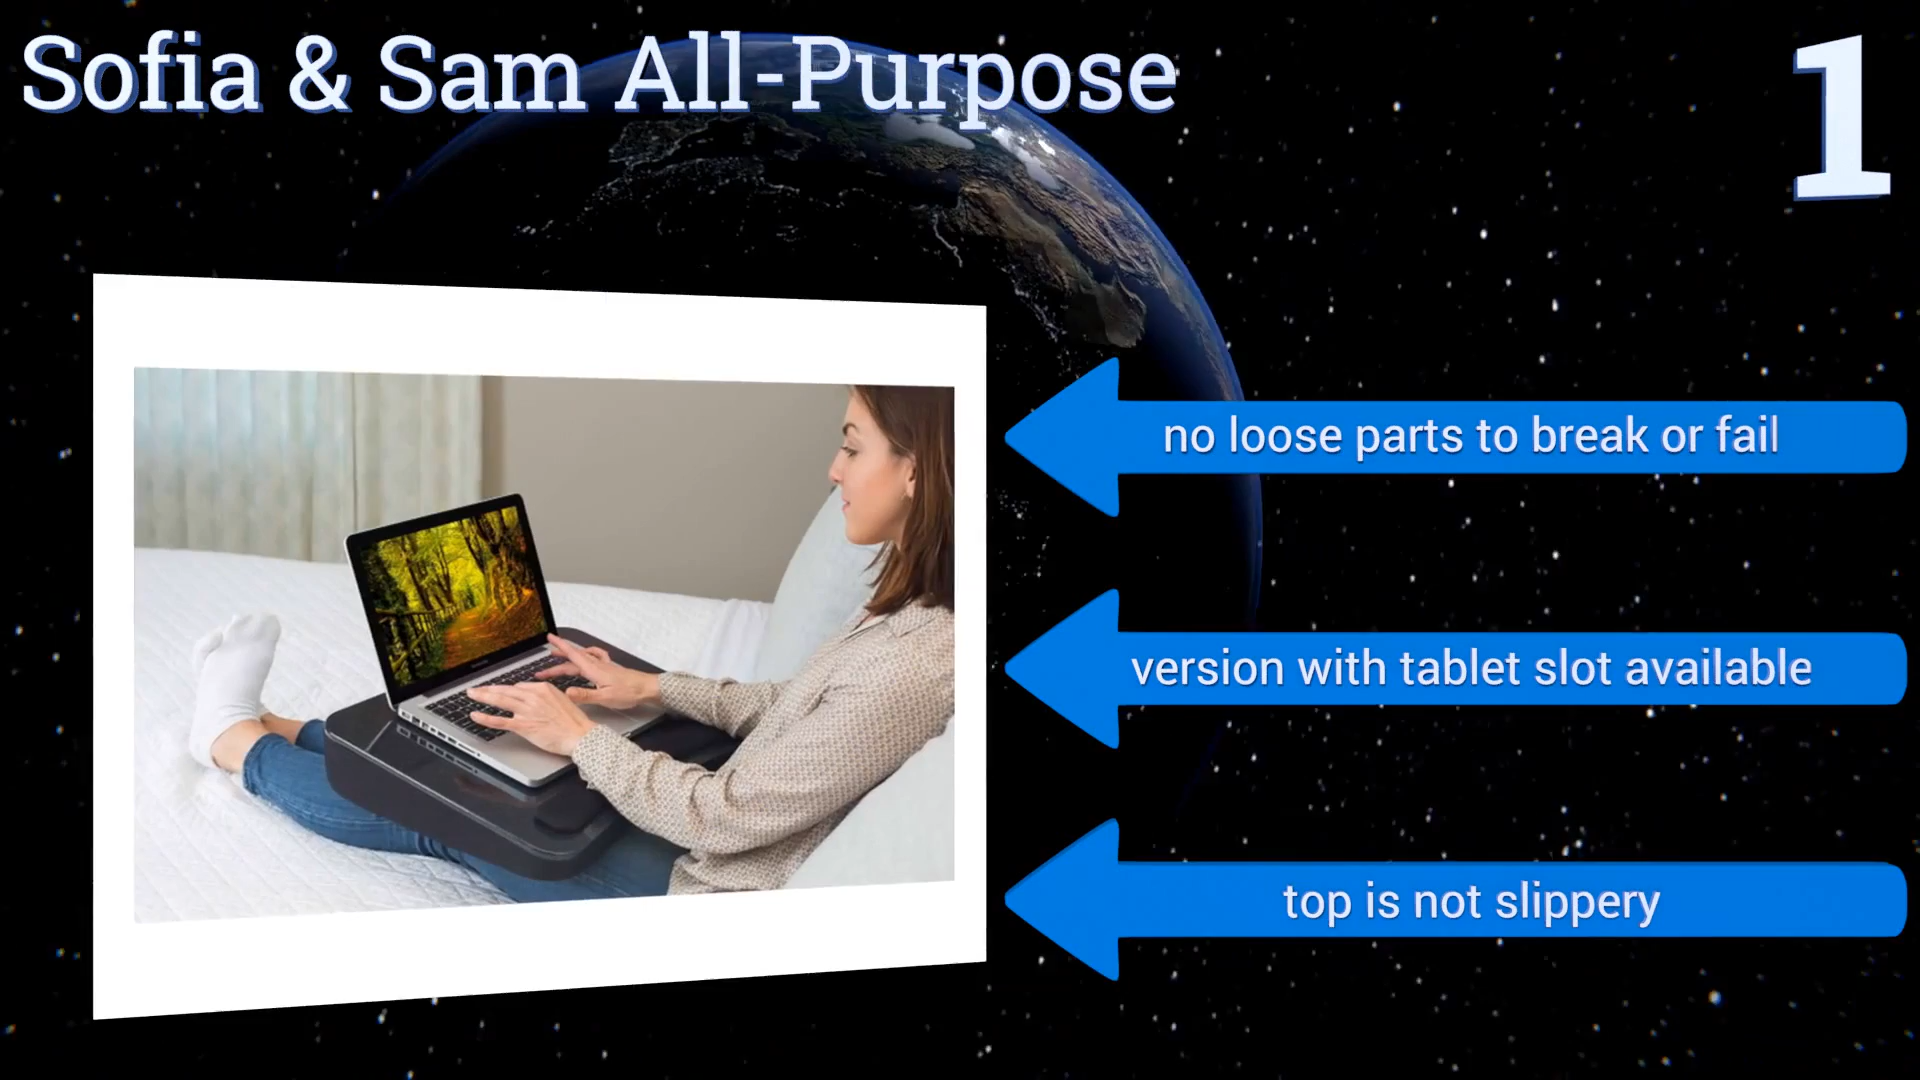 Sofia & Sam All-Purpose
1
no loose parts to break or fail
version with tablet slot available
top is not slippery